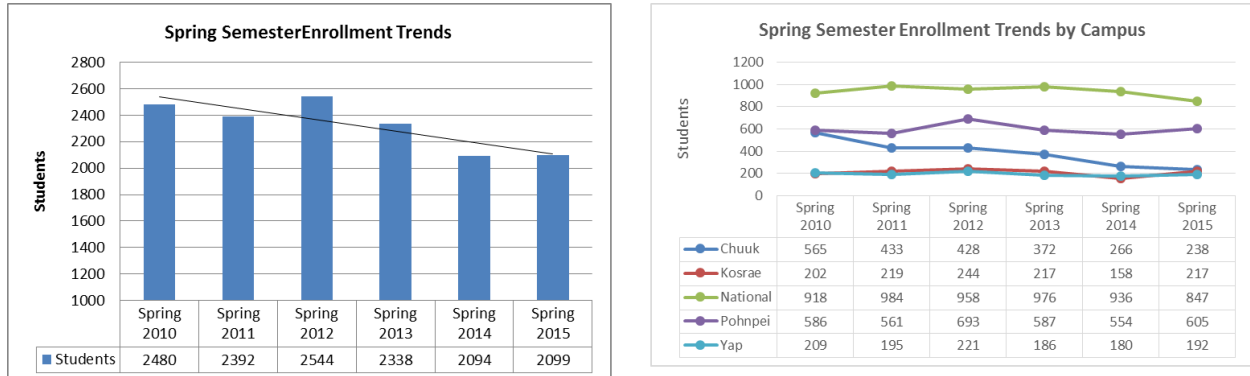 Spring SemesterEnrollment Trends
Students
2800
2600
2400
2200
2000
1800
1600
1400
1200
1000
Spring 2010 Spring 2011 Spring 2012 Spring 2013 Spring 2014 Spring 2015
Students 2480 2392 2544 2338 2094 2099
Spring Semester Enrollment Trends by Campus
Students
1200
1000
800
600
400
200
0
Spring 2010 Spring 2011 Spring 2012 Spring 2013 Spring 2014 Spring 2015
Chuuk 565 433 428 372 266 238
Kosrae 202 219 244 217 158 217
National 918 984 958 976 936 847
Pohnpei 586 561 693 587 554 605
Yap 209 195 221 186 180 192